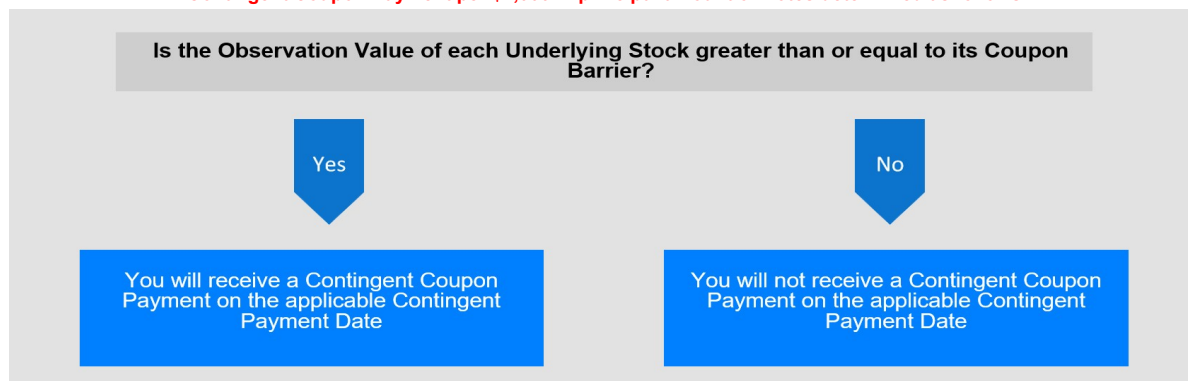 Is the Observation Value of each Underlying Stock greater than or equal to its Coupon
Barrier?
Yes
No
You will receive a Contingent Coupon
Payment on the applicable Contingent
Payment Date
You will not receive a Contingent Coupon
Payment on the applicable Contingent
Payment Date